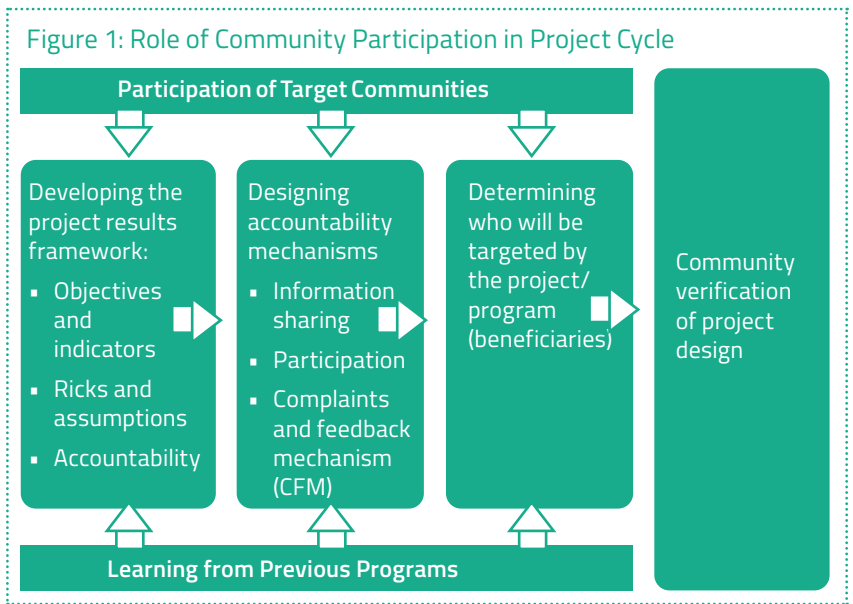 Figure 1: Role of Community Participation in Project Cycle
Participation of Target Communities
Developing the
project results
framework:
▪ Objectives
and
indicators
▪ Ricks and
assumptions
▪ Accountability
Designing
accountability
mechanisms
▪ Information
sharing
▪ Participation
▪ Complaints
and feedback
mechanism
(CFM)
Determining
who will be
targeted by
the project/
program
(beneficiaries)
Community
verification
of project
design
Learning from Previous Programs